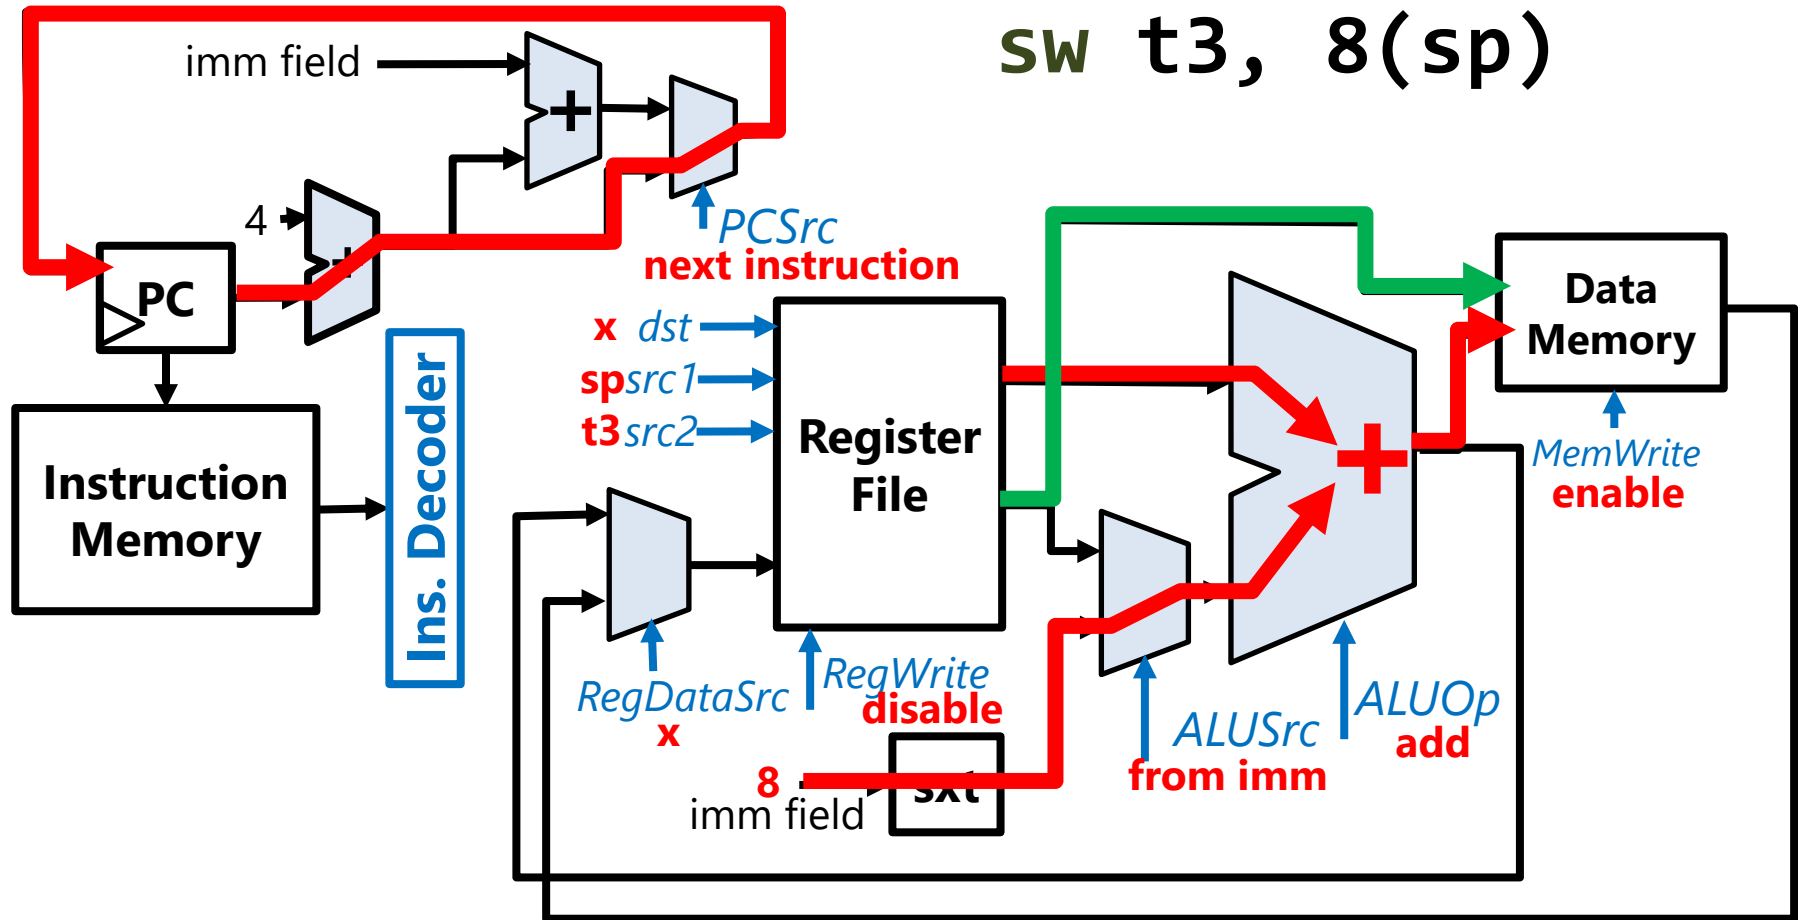 sw t3, 8(sp)
imm field
+
4
+
PCSrc
next instruction
PC
x dst
sp src1
t3 src2
Data
Memory
Register
File
+
MemWrite
enable
Instruction
Memory
Ins. Decoder
RegDataSrc
x
RegWrite
disable
ALUSrc
from imm
ALUOp
add
8
imm field
sxt